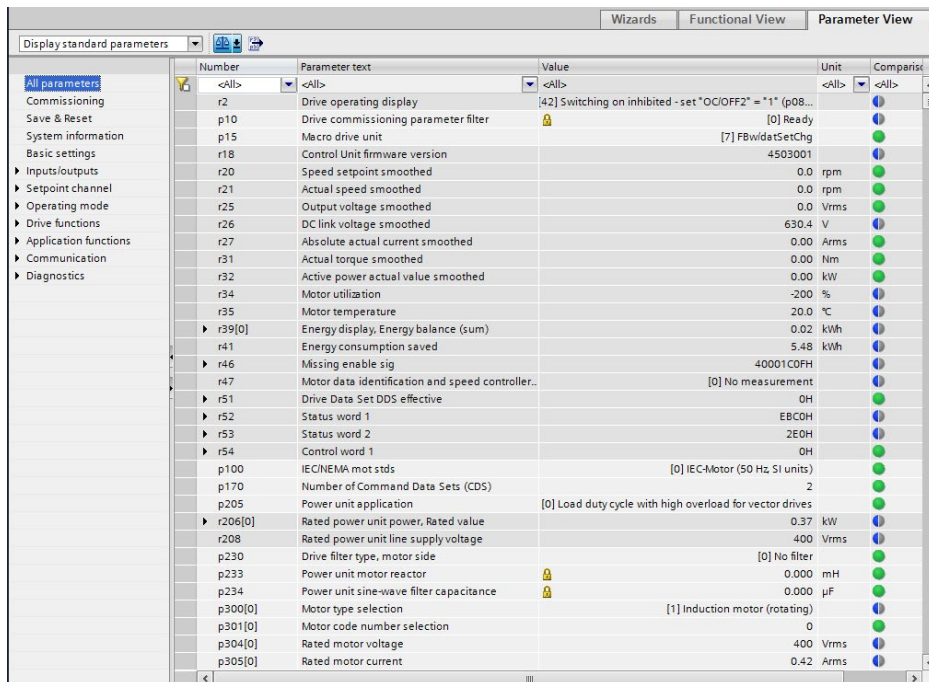 Wizards Functional View Parameter View
Display standard parameters
Number Parameter text Value Unit Comparisc
All parameters <All> <All> <All> <All> <All>
Commissioning r2 Drive operating display [42] Switching on inhibited - set "OC/OFF2" = "1" (p08...
Save & Reset p10 Drive commissioning parameter filter [0] Ready
System information p15 Macro drive unit [7] FBw/datSetChg
Basic settings r18 Control Unit firmware version 4503001
Inputs/outputs r20 Speed setpoint smoothed 0.0 rpm
Setpoint channel r21 Actual speed smoothed 0.0 rpm
Operating mode r25 Output voltage smoothed 0.0 Vrms
Drive functions r26 DC link voltage smoothed 630.4 V
Application functions r27 Absolute actual current smoothed 0.00 Arms
Communication r31 Actual torque smoothed 0.00 Nm
Diagnostics r32 Active power actual value smoothed 0.00 kW
r34 Motor utilization -200 %
r35 Motor temperature 20.0 °C
r39[0] Energy display, Energy balance (sum) 0.02 kWh
r41 Energy consumption saved 5.48 kWh
r46 Missing enable sig 40001C0FH
r47 Motor data identification and speed controller.. [0] No measurement
r51 Drive Data Set DDS effective 0H
r52 Status word 1 EBC0H
r53 Status word 2 2E0H
r54 Control word 1 0H
p100 IEC/NEMA mot stds [0] IEC-Motor (50 Hz, SI units)
p170 Number of Command Data Sets (CDS) 2
p205 Power unit application [0] Load duty cycle with high overload for vector drives
r206[0] Rated power unit power, Rated value 0.37 kW
r208 Rated power unit line supply voltage 400 Vrms
p230 Drive filter type, motor side [0] No filter
p233 Power unit motor reactor 0.000 mH
p234 Power unit sine-wave filter capacitance 0.000 µF
p300[0] Motor type selection [1] Induction motor (rotating)
p301[0] Motor code number selection 0
p304[0] Rated motor voltage 400 Vrms
p305[0] Rated motor current 0.42 Arms